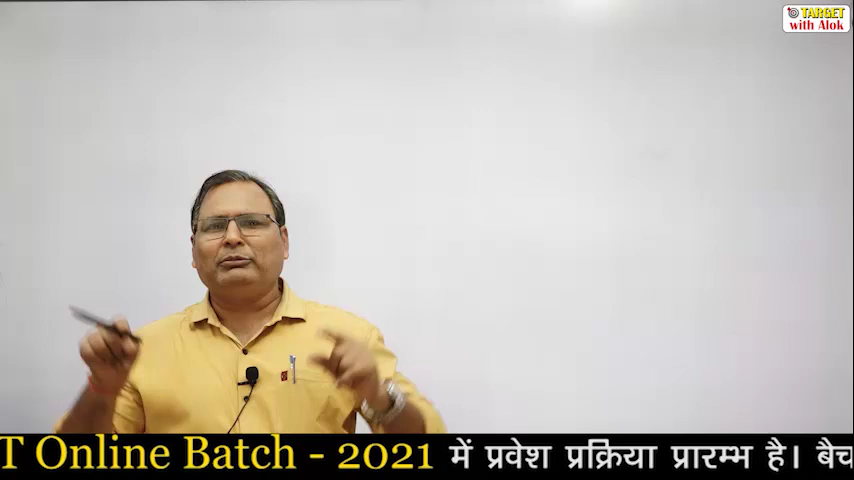 TARGET
with Alok
T Online Batch - 2021 में प्रवेश प्रक्रिया प्रारम्भ है। बैच